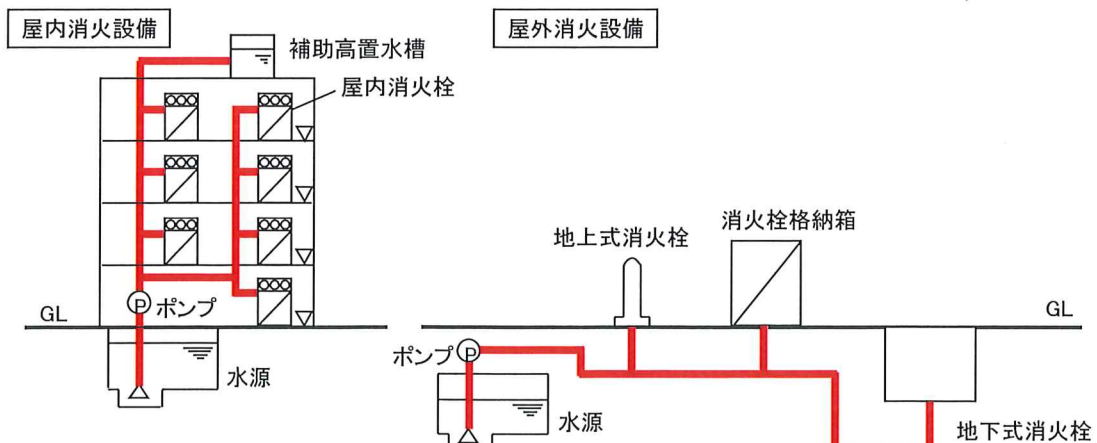 屋内消火設備
補助高置水槽
屋内消火栓
GL
P
ポンプ
水源
屋外消火設備
消火栓格納箱
地上式消火栓
GL
ポンプ
P
水源
地下式消火栓